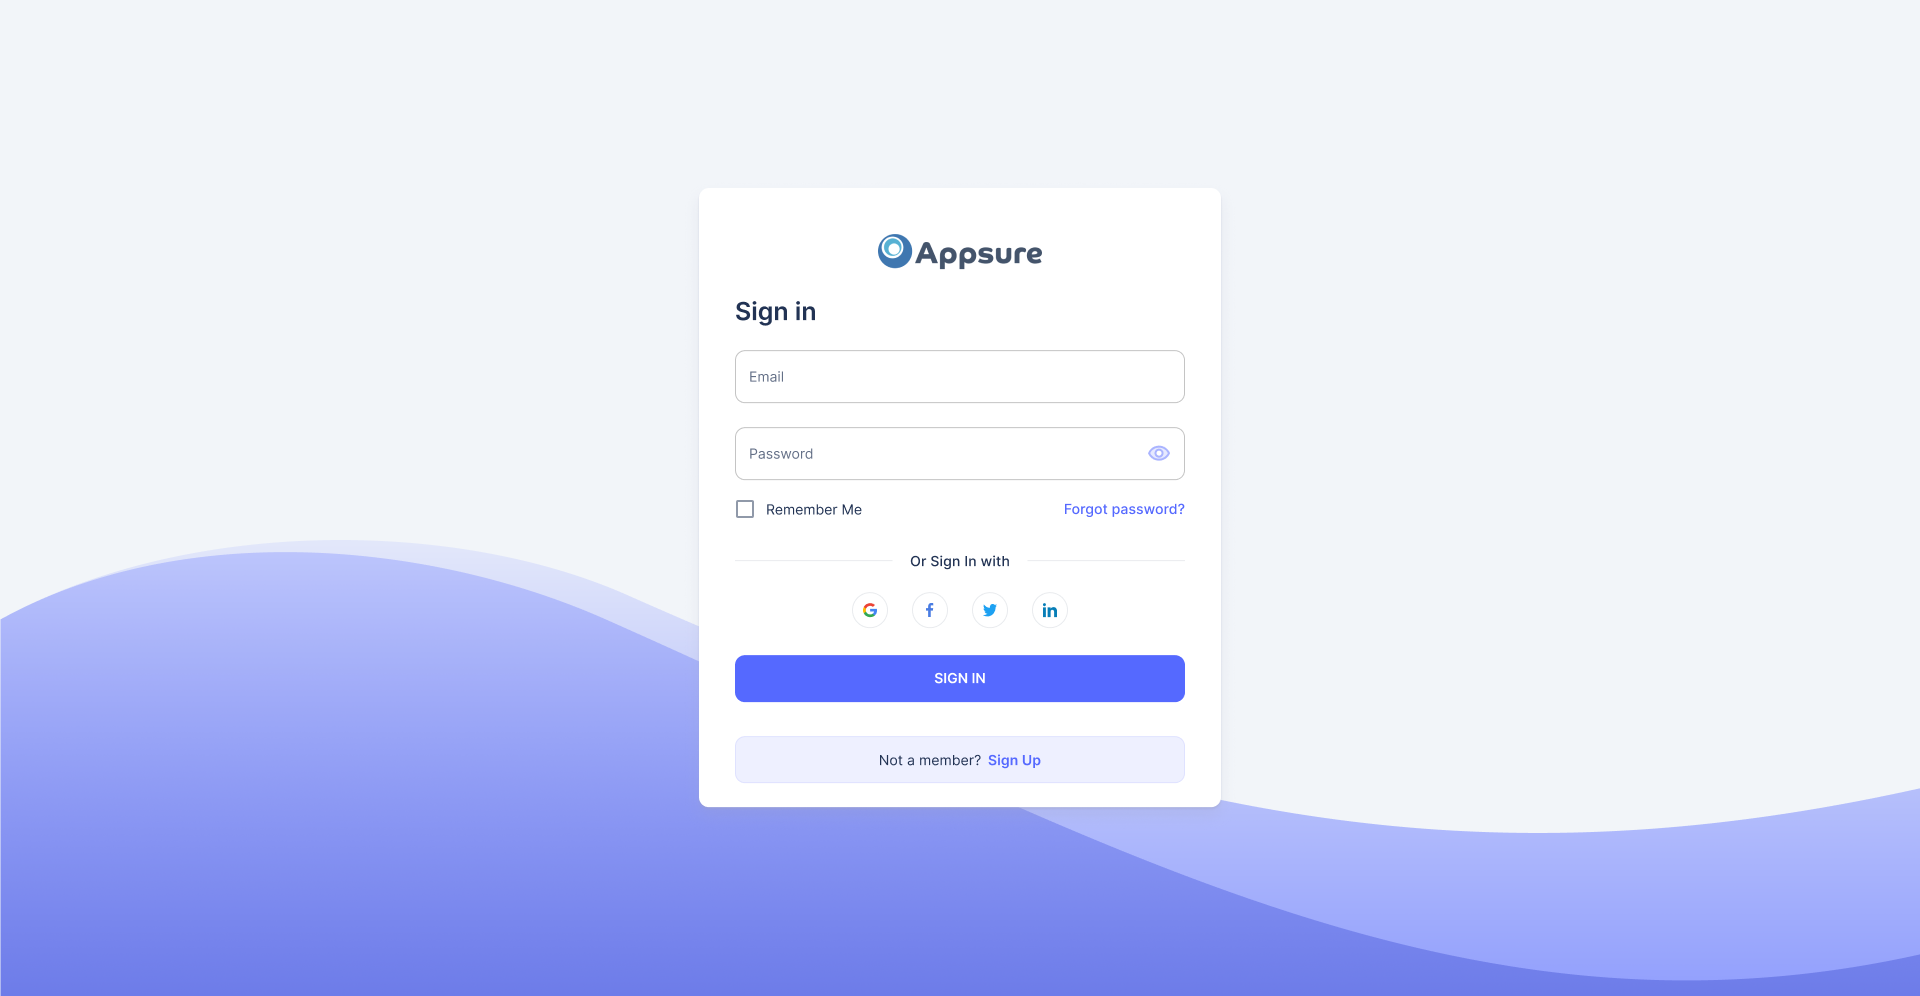 Appsure
Sign in
Email
Password
Remember Me
Forgot password?
Or Sign In with
SIGN IN
Not a member? Sign Up